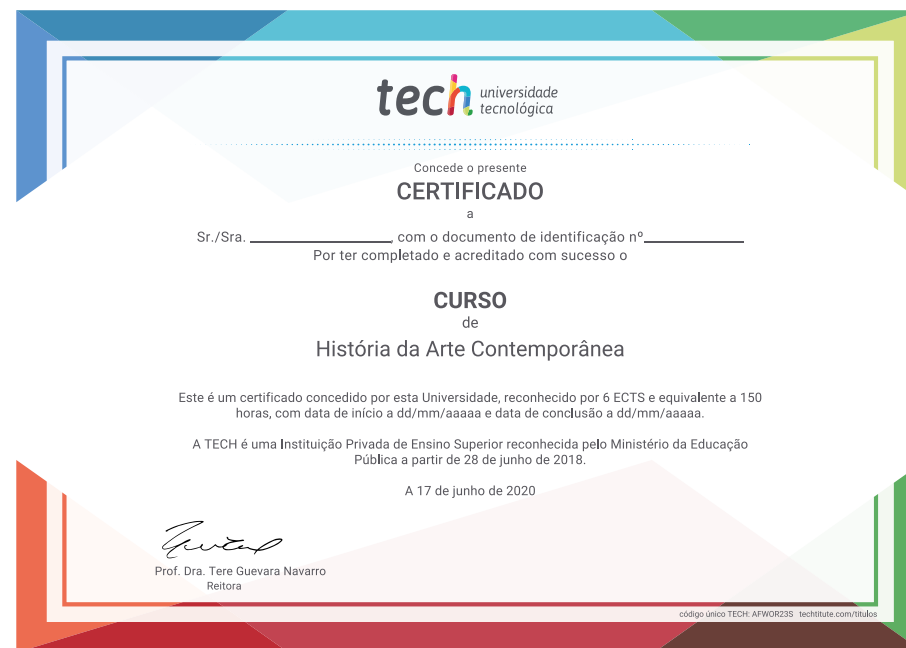 tech universidade
tecnológica
Concede o presente
CERTIFICADO
a
Sr./Sra. ________________, com o documento de identificação nº____________
Por ter completado e acreditado com sucesso o
CURSO
de
História da Arte Contemporânea
Este é um certificado concedido por esta Universidade, reconhecido por 6 ECTS e equivalente a 150
horas, com data de início a dd/mm/aaaaa e data de conclusão a dd/mm/aaaaa.
A TECH é uma Instituição Privada de Ensino Superior reconhecida pelo Ministério da Educação
Pública a partir de 28 de junho de 2018.
A 17 de junho de 2020
Prof. Dra. Tere Guevara Navarro
Reitora
código único TECH: AFWOR23S techtitute.com/titulos